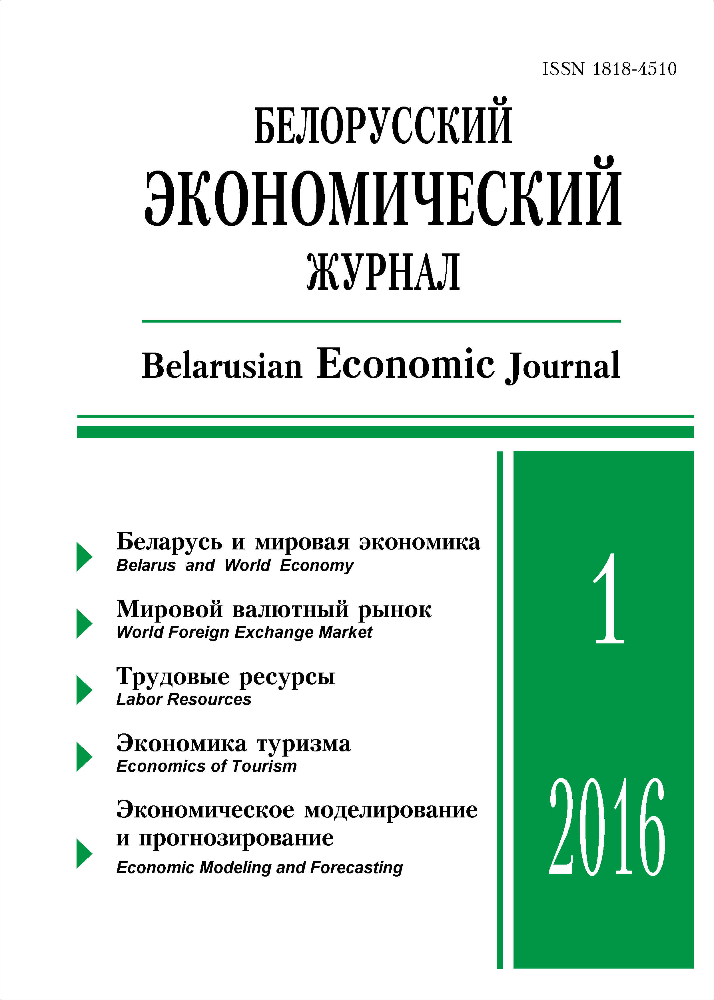 ISSN 1818-4510
БЕЛОРУССКИЙ
ЭКОНОМИЧЕСКИЙ
ЖУРНАЛ
Belarusian Economic Journal
Беларусь и мировая экономика
Belarus and World Economy
Мировой валютный рынок
World Foreign Exchange Market
Трудовые ресурсы
Labor Resources
Экономика туризма
Economics of Tourism
Экономическое моделирование
и прогнозирование
Economic Modeling and Forecasting
1
2016